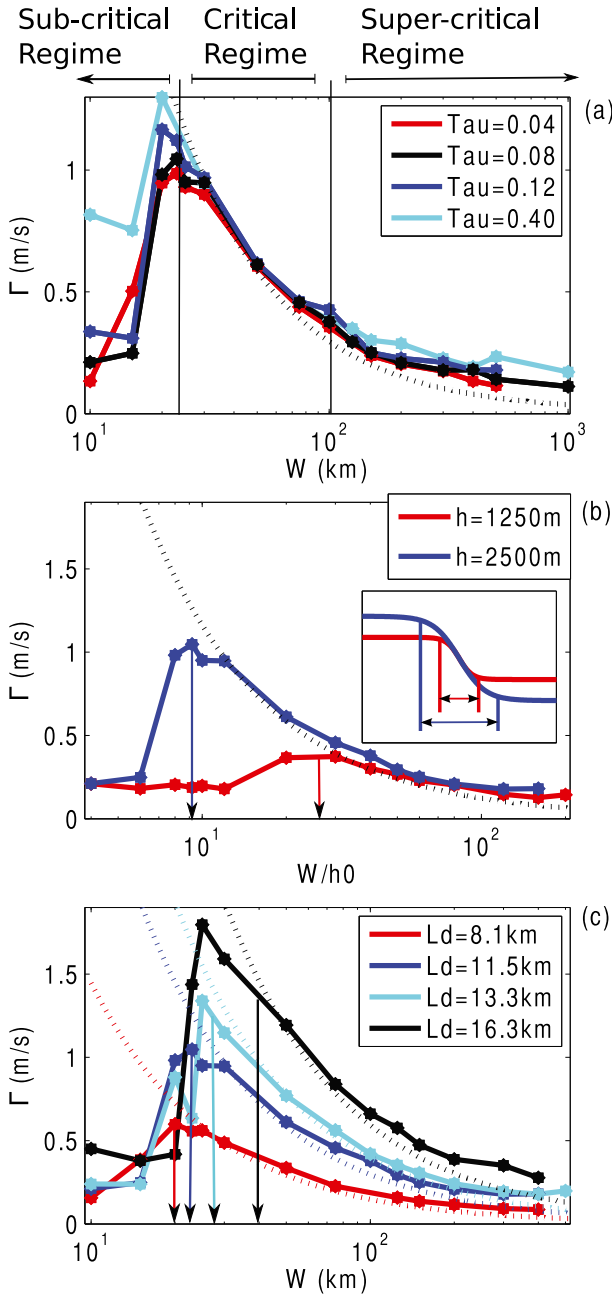 Sub-critical Critical Super-critical
Regime Regime Regime
(a)
Tau=0.04
Tau=0.08
Tau=0.12
Tau=0.40
1
0.5
0
Γ (m/s)
10^1 10^2 10^3
W (km)
(b)
h=1250m
h=2500m
1.5
1
0.5
0
Γ (m/s)
10^1 10^2
W/h0
(c)
Ld=8.1km
Ld=11.5km
Ld=13.3km
Ld=16.3km
1.5
1
0.5
0
Γ (m/s)
10^1 10^2
W (km)